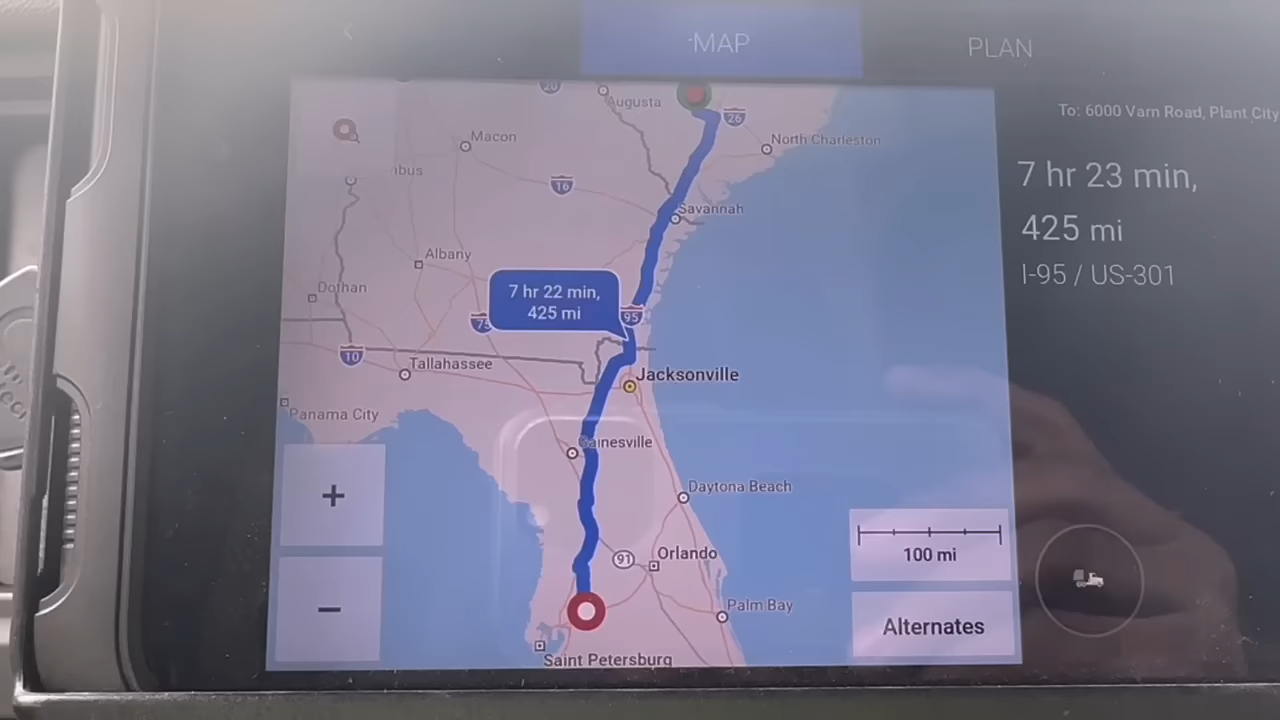 MAP
PLAN
To: 6000 Varn Road, Plant City
7 hr 23 min,
425 mi
I-95 / US-301
20
Augusta
26
Macon
North Charleston
nbus
16
Savannah
Albany
Dothan
7 hr 22 min,
425 mi
75
95
10
Tallahassee
Jacksonville
Panama City
Gainesville
Daytona Beach
+
91
Orlando
100 mi
−
Palm Bay
Alternates
Saint Petersburg